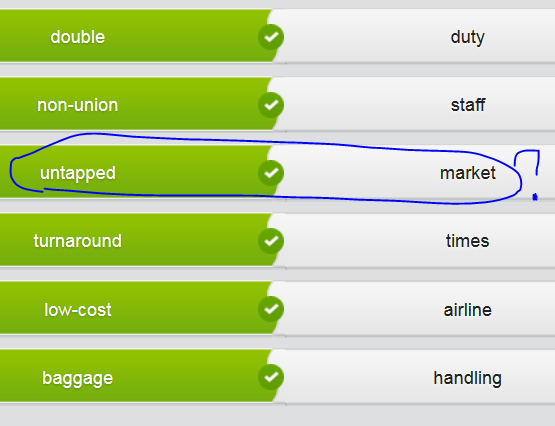 double duty
non-union staff
untapped market ?
turnaround times
low-cost airline
baggage handling